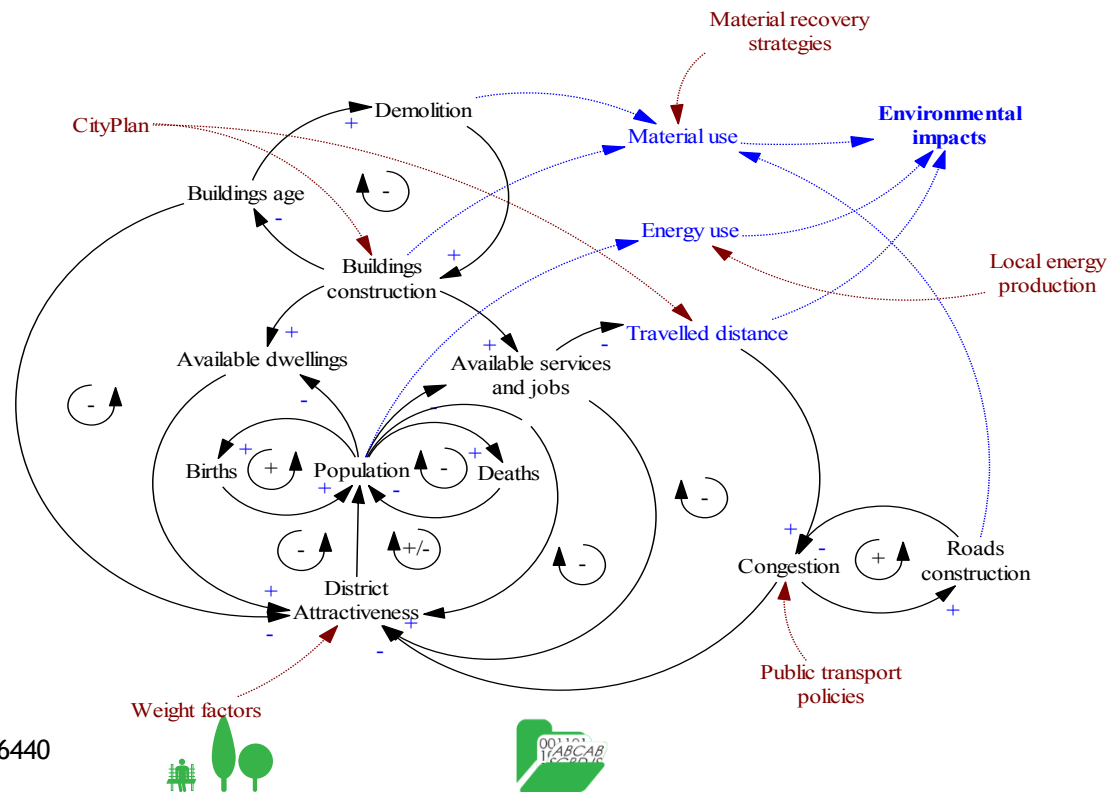 Material recovery
strategies
Demolition
CityPlan
+
Material use
Environmental
impacts
Buildings age
-
-
Energy use
+
Buildings
construction
Local energy
production
+
+
-
Travelled distance
Available dwellings
Available services
and jobs
-
-
-
+
+
Births
+
Population
-
Deaths
+
-
-
-
+/-
-
+
-
Congestion
+
Roads
construction
+
District
Attractiveness
+
+
-
-
Public transport
policies
Weight factors
6440
ABCAB